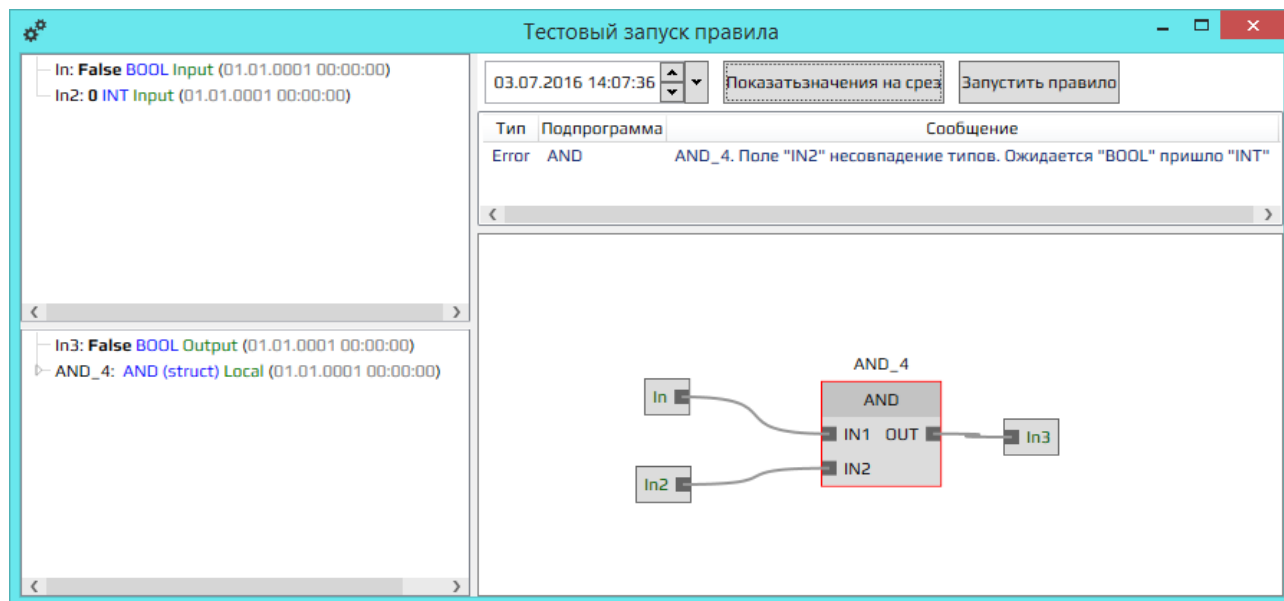 Тестовый запуск правила
In: False BOOL Input (01.01.0001 00:00:00)
In2: 0 INT Input (01.01.0001 00:00:00)
03.07.2016 14:07:36
Показатьзначения на срез
Запустить правило
Тип Подпрограмма Сообщение
Error AND AND_4. Поле "IN2" несовпадение типов. Ожидается "BOOL" пришло "INT"
In3: False BOOL Output (01.01.0001 00:00:00)
AND_4: AND (struct) Local (01.01.0001 00:00:00)
AND_4
In
AND
IN1 OUT
In3
IN2
In2